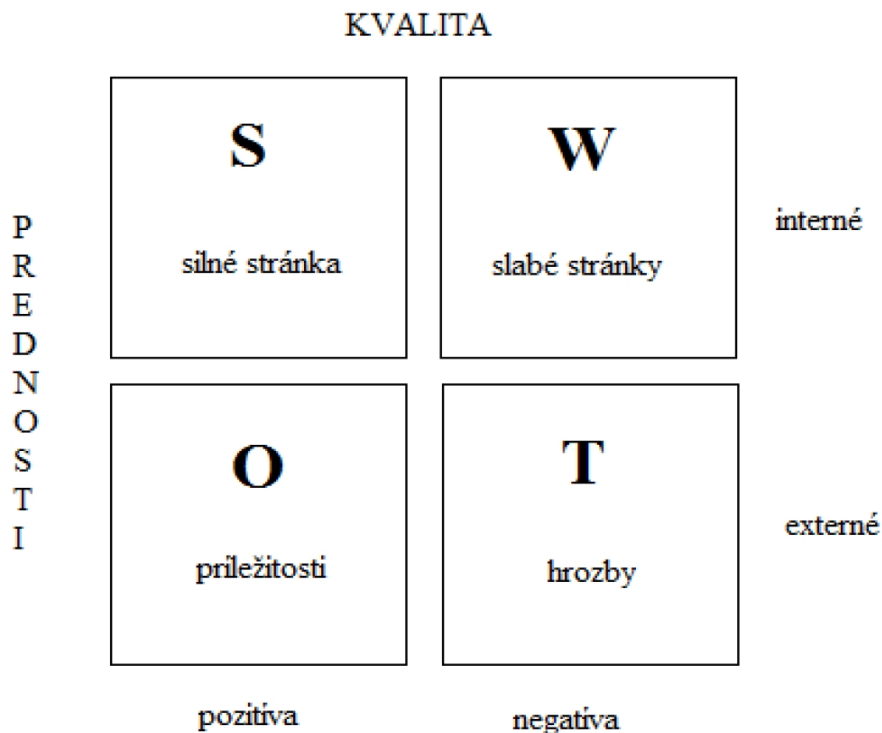 KVALITA
S
W
silné stránka
slabé stránky
interné
P
R
E
D
N
O
S
T
I
O
T
príležitosti
hrozby
externé
pozitíva
negatíva